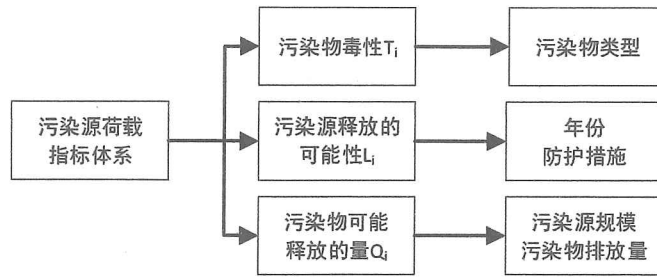 污染物毒性Ti
污染物类型
污染源荷载
指标体系
污染源释放的
可能性Li
年份
防护措施
污染物可能
释放的量Qi
污染源规模
污染物排放量